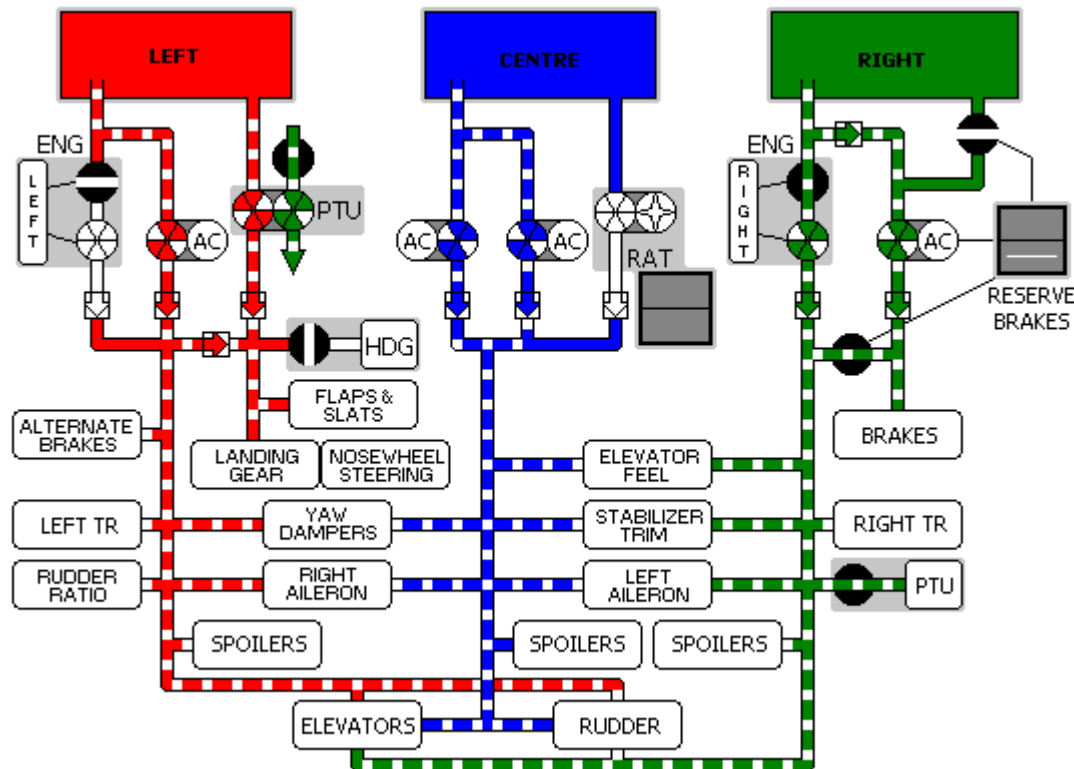 LEFT
CENTRE
RIGHT
ENG
LEFT
AC
PTU
AC
AC
RAT
ENG
RIGHT
AC
RESERVE
BRAKES
HDG
FLAPS &
SLATS
ALTERNATE
BRAKES
LANDING
GEAR
NOSEWHEEL
STEERING
ELEVATOR
FEEL
BRAKES
LEFT TR
YAW
DAMPERS
STABILIZER
TRIM
RIGHT TR
RUDDER
RATIO
RIGHT
AILERON
LEFT
AILERON
PTU
SPOILERS
SPOILERS
SPOILERS
ELEVATORS
RUDDER